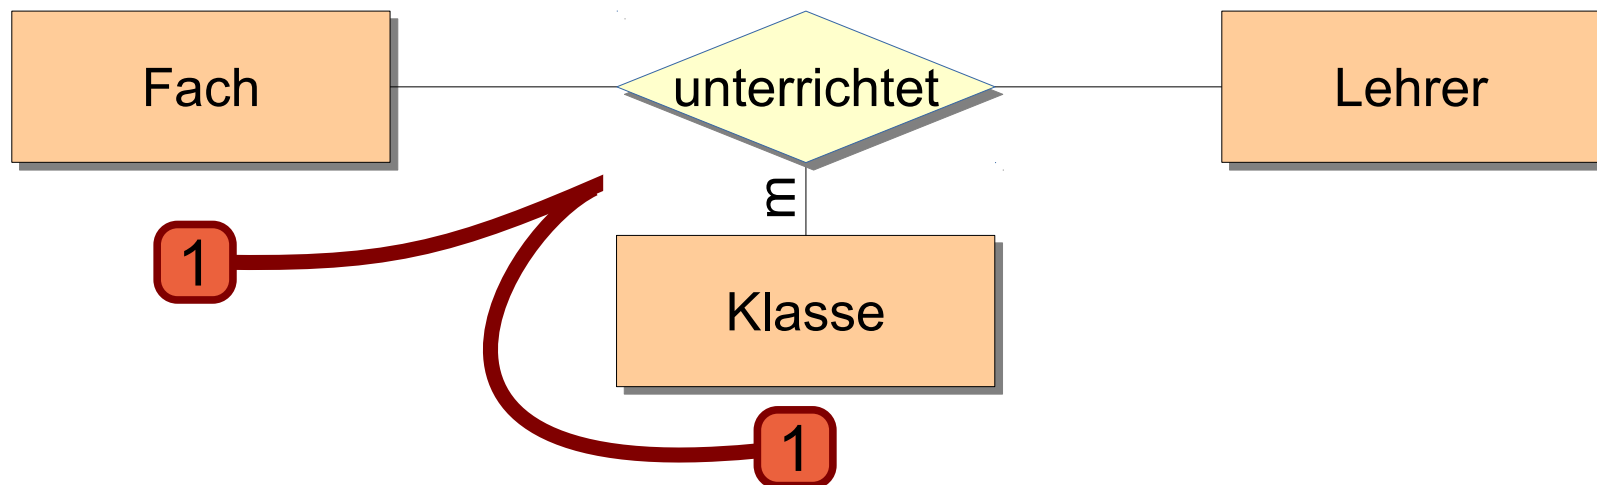 Fach
unterrichtet
Lehrer
m
1
Klasse
1